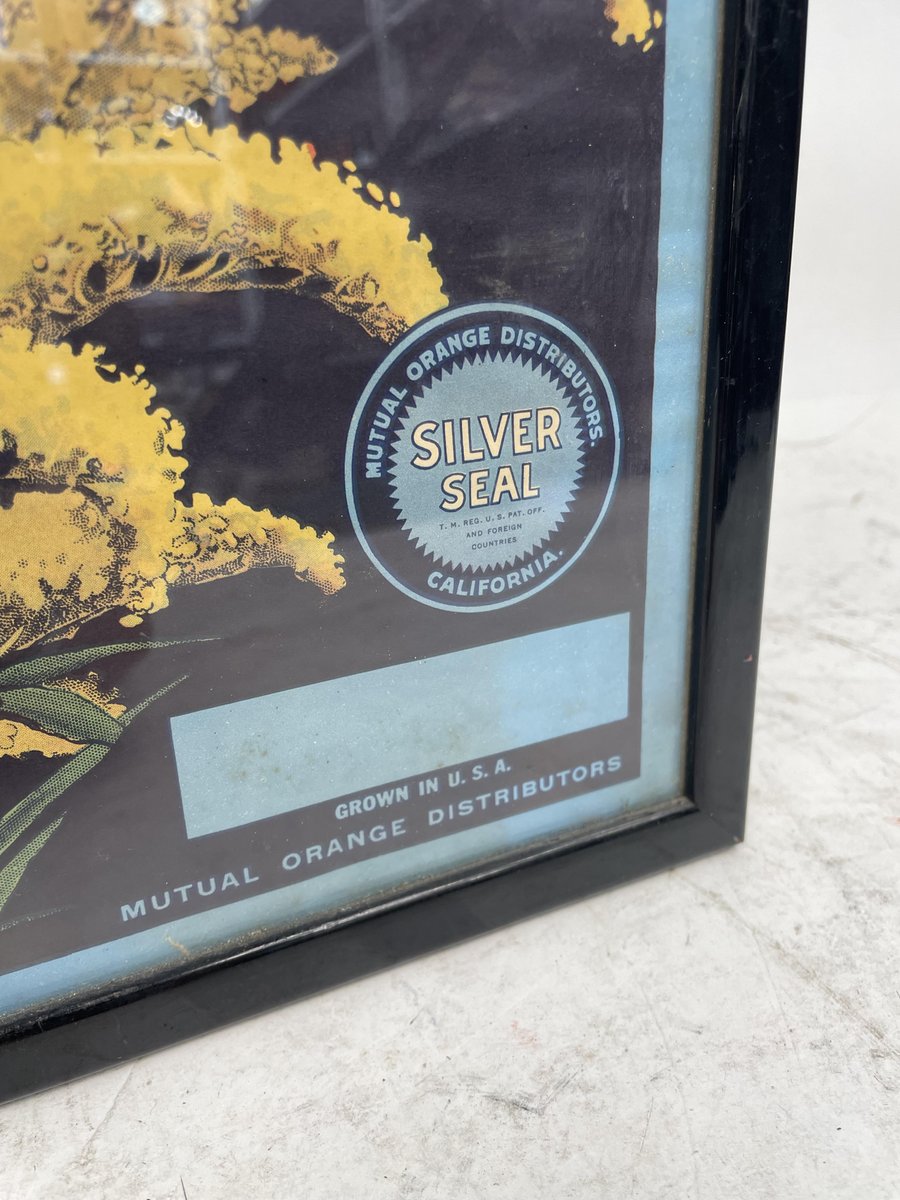 MUTUAL ORANGE DISTRIBUTORS.
SILVER
SEAL
T. M. REG. U. S. PAT. OFF.
AND FOREIGN
COUNTRIES
CALIFORNIA.
GROWN IN U. S. A.
MUTUAL ORANGE DISTRIBUTORS